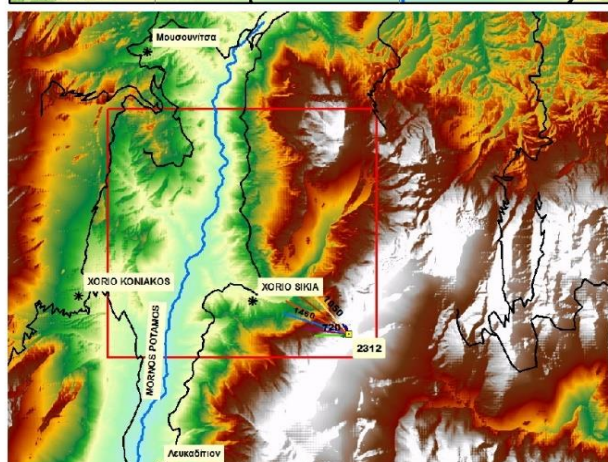 Μουσουνίτσα
XORIO KONIAKOS
XORIO SIKIA
MORNOS POTAMOS
1460
720
2312
Λευκαδίτιον